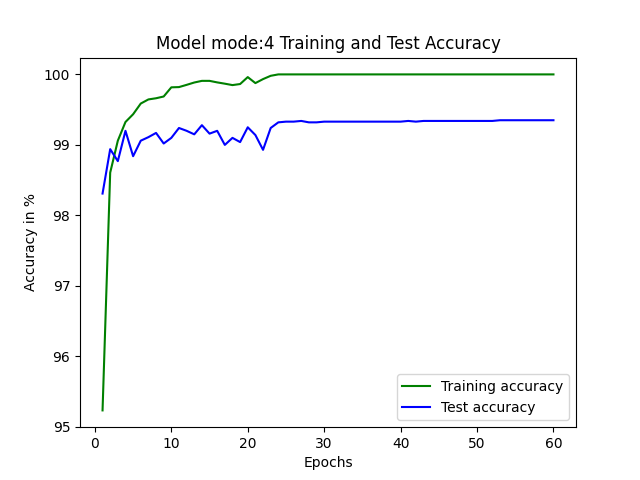 Model mode:4 Training and Test Accuracy
100
99
98
97
96
95
Accuracy in %
0 10 20 30 40 50 60
Epochs
Training accuracy
Test accuracy